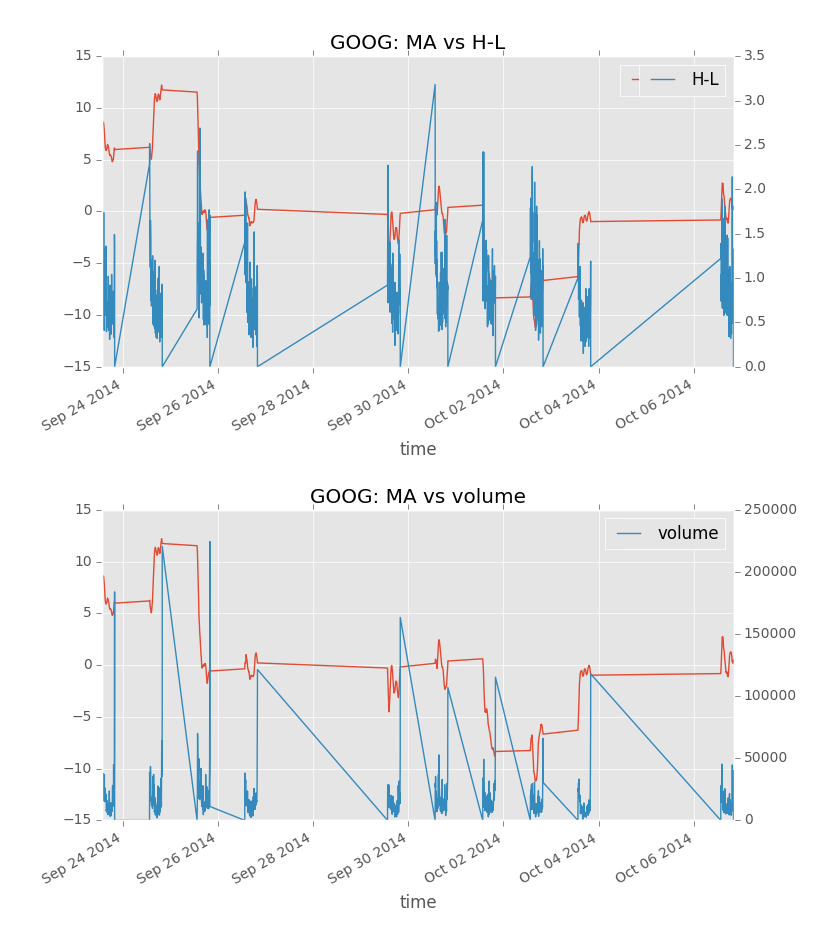 GOOG: MA vs H-L
15
10
5
0
−5
−10
−15
3.5
3.0
2.5
2.0
1.5
1.0
0.5
0.0
H-L
Sep 24 2014
Sep 26 2014
Sep 28 2014
Sep 30 2014
Oct 02 2014
Oct 04 2014
Oct 06 2014
time
GOOG: MA vs volume
15
10
5
0
−5
−10
−15
250000
200000
150000
100000
50000
0
volume
Sep 24 2014
Sep 26 2014
Sep 28 2014
Sep 30 2014
Oct 02 2014
Oct 04 2014
Oct 06 2014
time